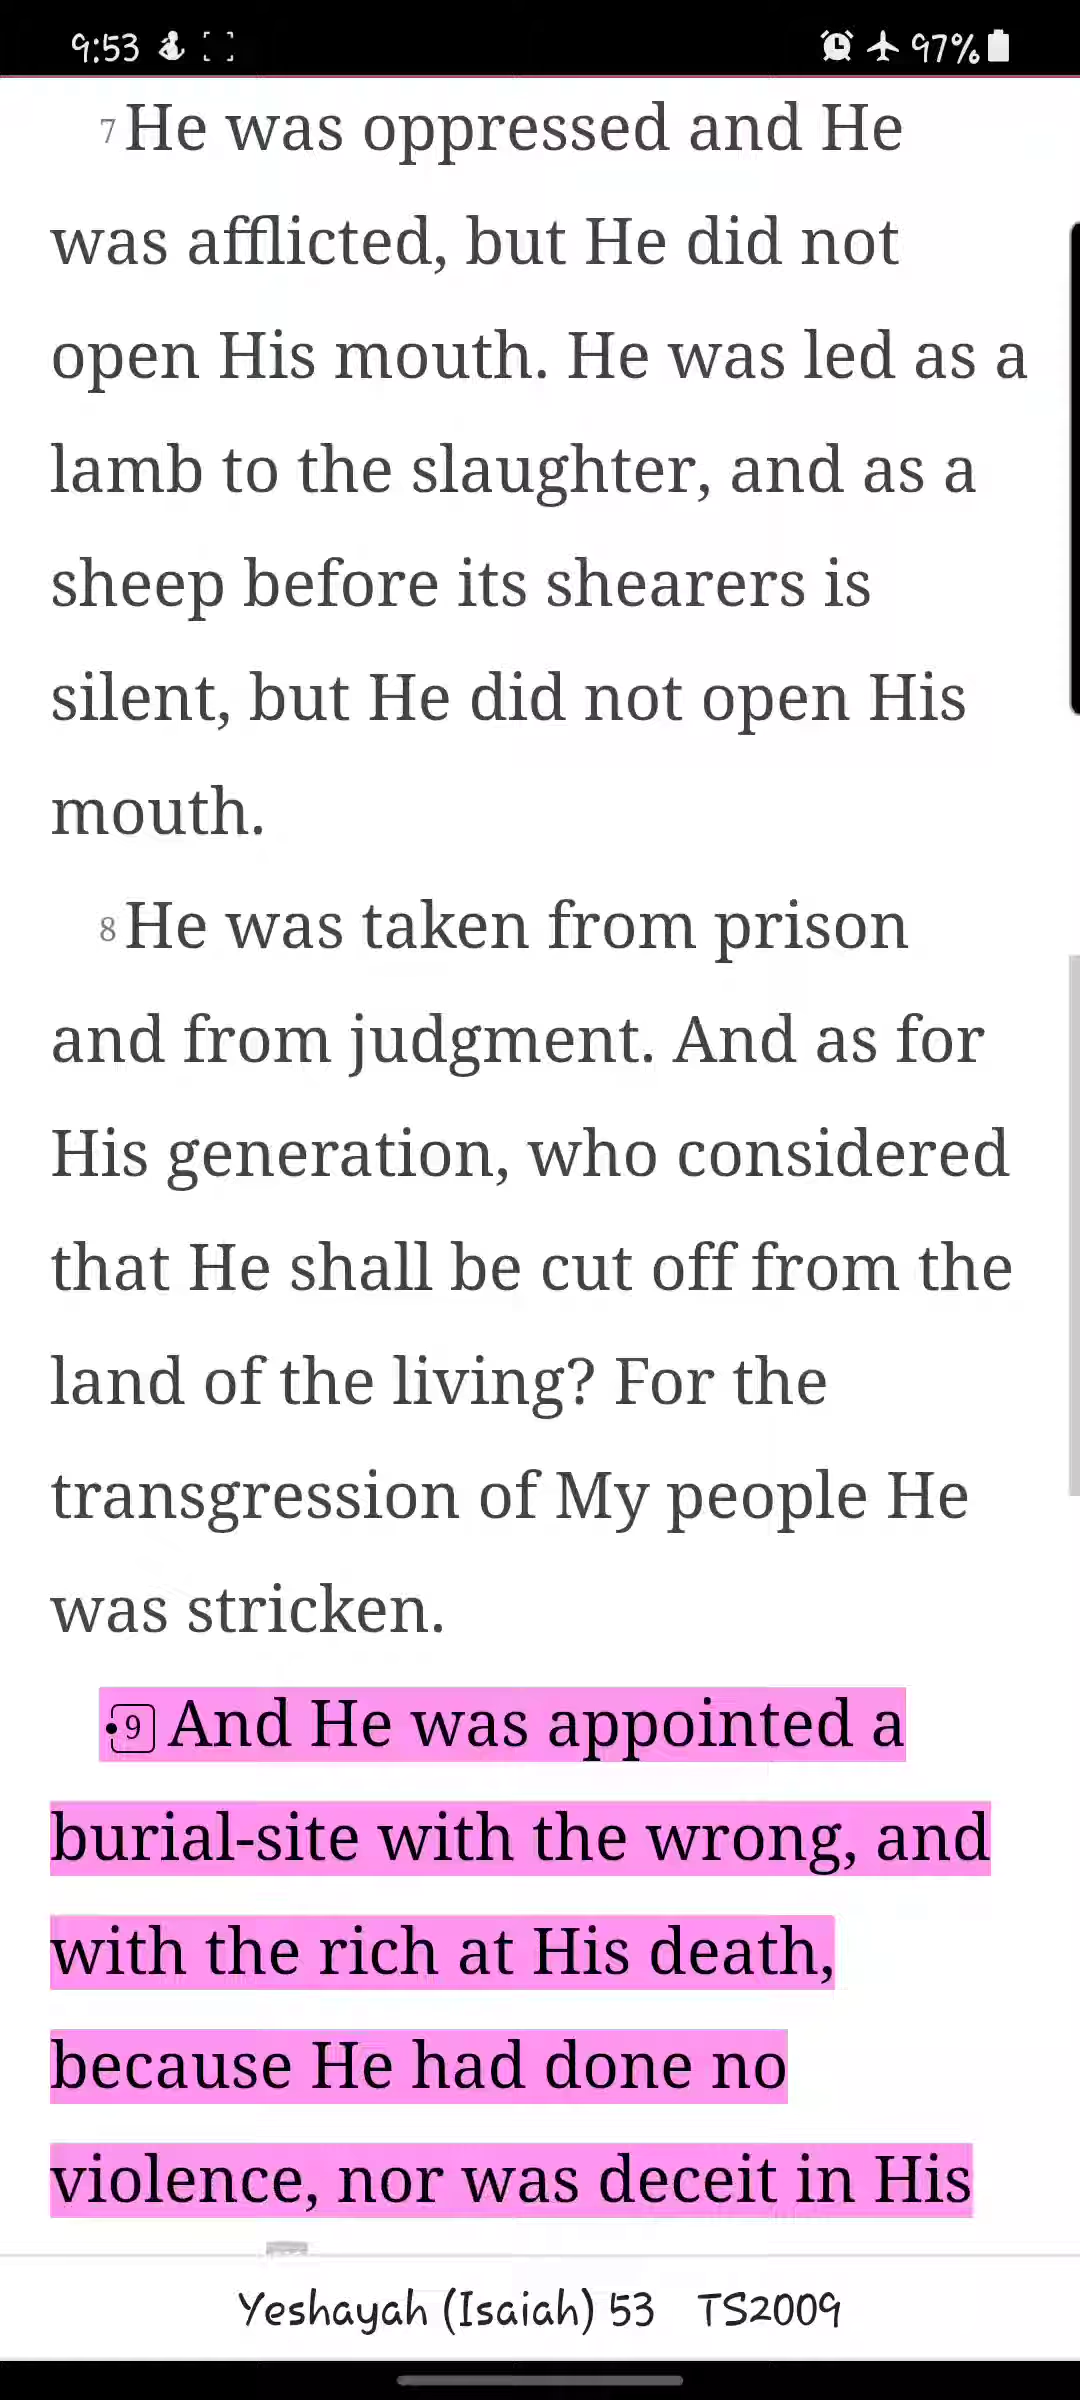 9:53 97%
7 He was oppressed and He
was afflicted, but He did not
open His mouth. He was led as a
lamb to the slaughter, and as a
sheep before its shearers is
silent, but He did not open His
mouth.
8 He was taken from prison
and from judgment. And as for
His generation, who considered
that He shall be cut off from the
land of the living? For the
transgression of My people He
was stricken.
9 And He was appointed a
burial-site with the wrong, and
with the rich at His death,
because He had done no
violence, nor was deceit in His
Yeshayah (Isaiah) 53 TS2009